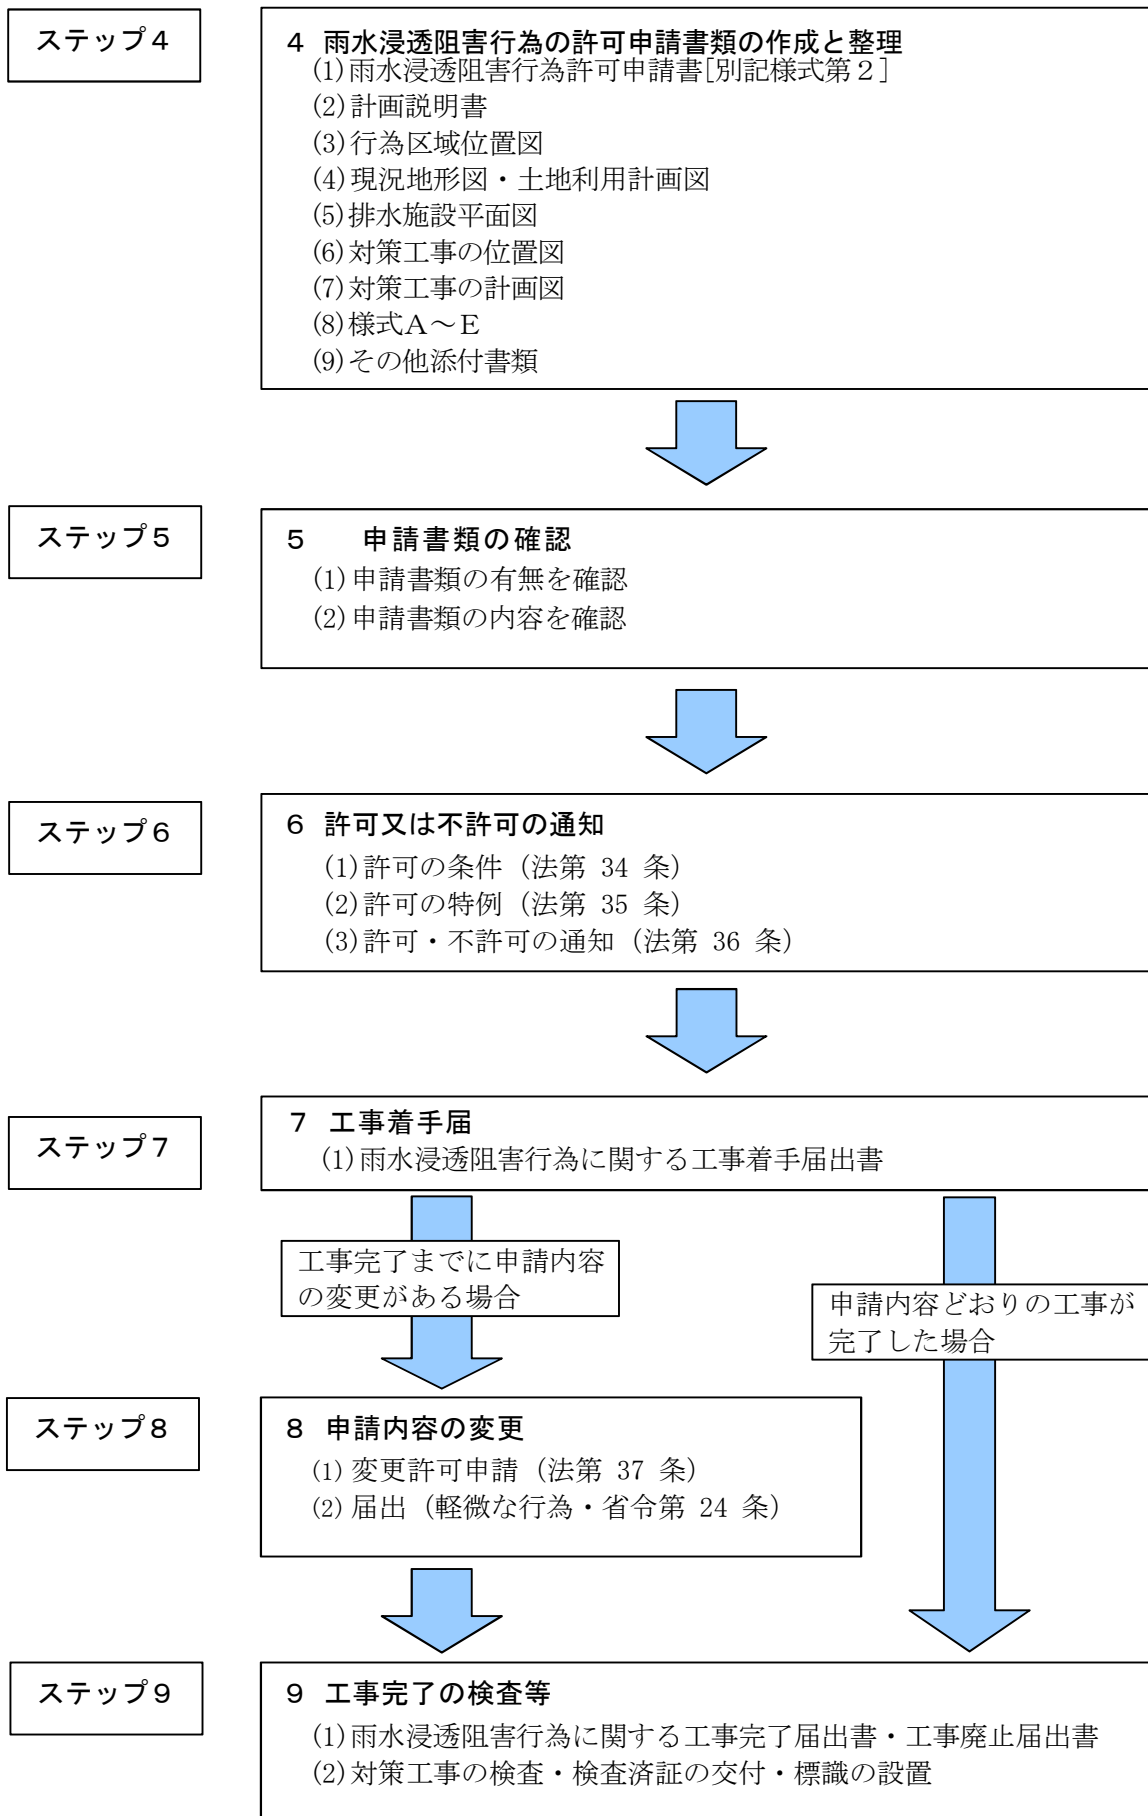 ステップ４
４ 雨水浸透阻害行為の許可申請書類の作成と整理
(1)雨水浸透阻害行為許可申請書[別記様式第２]
(2)計画説明書
(3)行為区域位置図
(4)現況地形図・土地利用計画図
(5)排水施設平面図
(6)対策工事の位置図
(7)対策工事の計画図
(8)様式Ａ～Ｅ
(9)その他添付書類
ステップ５
５ 申請書類の確認
(1)申請書類の有無を確認
(2)申請書類の内容を確認
ステップ６
６ 許可又は不許可の通知
(1)許可の条件（法第 34 条）
(2)許可の特例（法第 35 条）
(3)許可・不許可の通知（法第 36 条）
ステップ７
７ 工事着手届
(1)雨水浸透阻害行為に関する工事着手届出書
工事完了までに申請内容
の変更がある場合
申請内容どおりの工事が
完了した場合
ステップ８
８ 申請内容の変更
(1) 変更許可申請（法第 37 条）
(2) 届出（軽微な行為・省令第 24 条）
ステップ９
９ 工事完了の検査等
(1)雨水浸透阻害行為に関する工事完了届出書・工事廃止届出書
(2)対策工事の検査・検査済証の交付・標識の設置